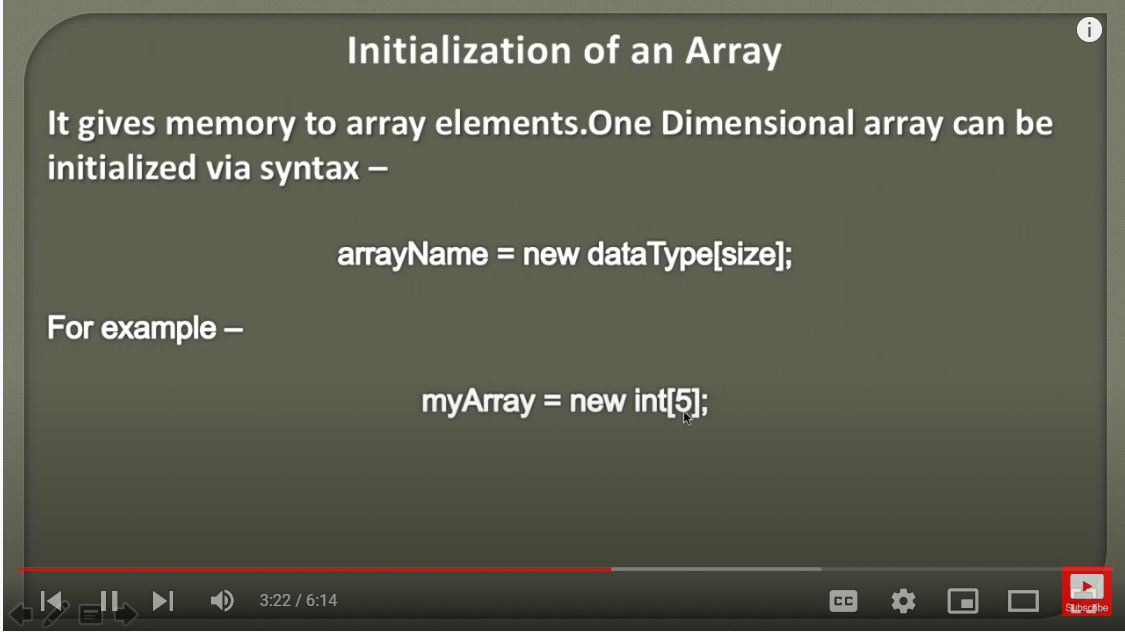 Initialization of an Array
It gives memory to array elements.One Dimensional array can be
initialized via syntax –
arrayName = new dataType[size];
For example –
myArray = new int[5];
3:22 / 6:14
CC
Subscribe